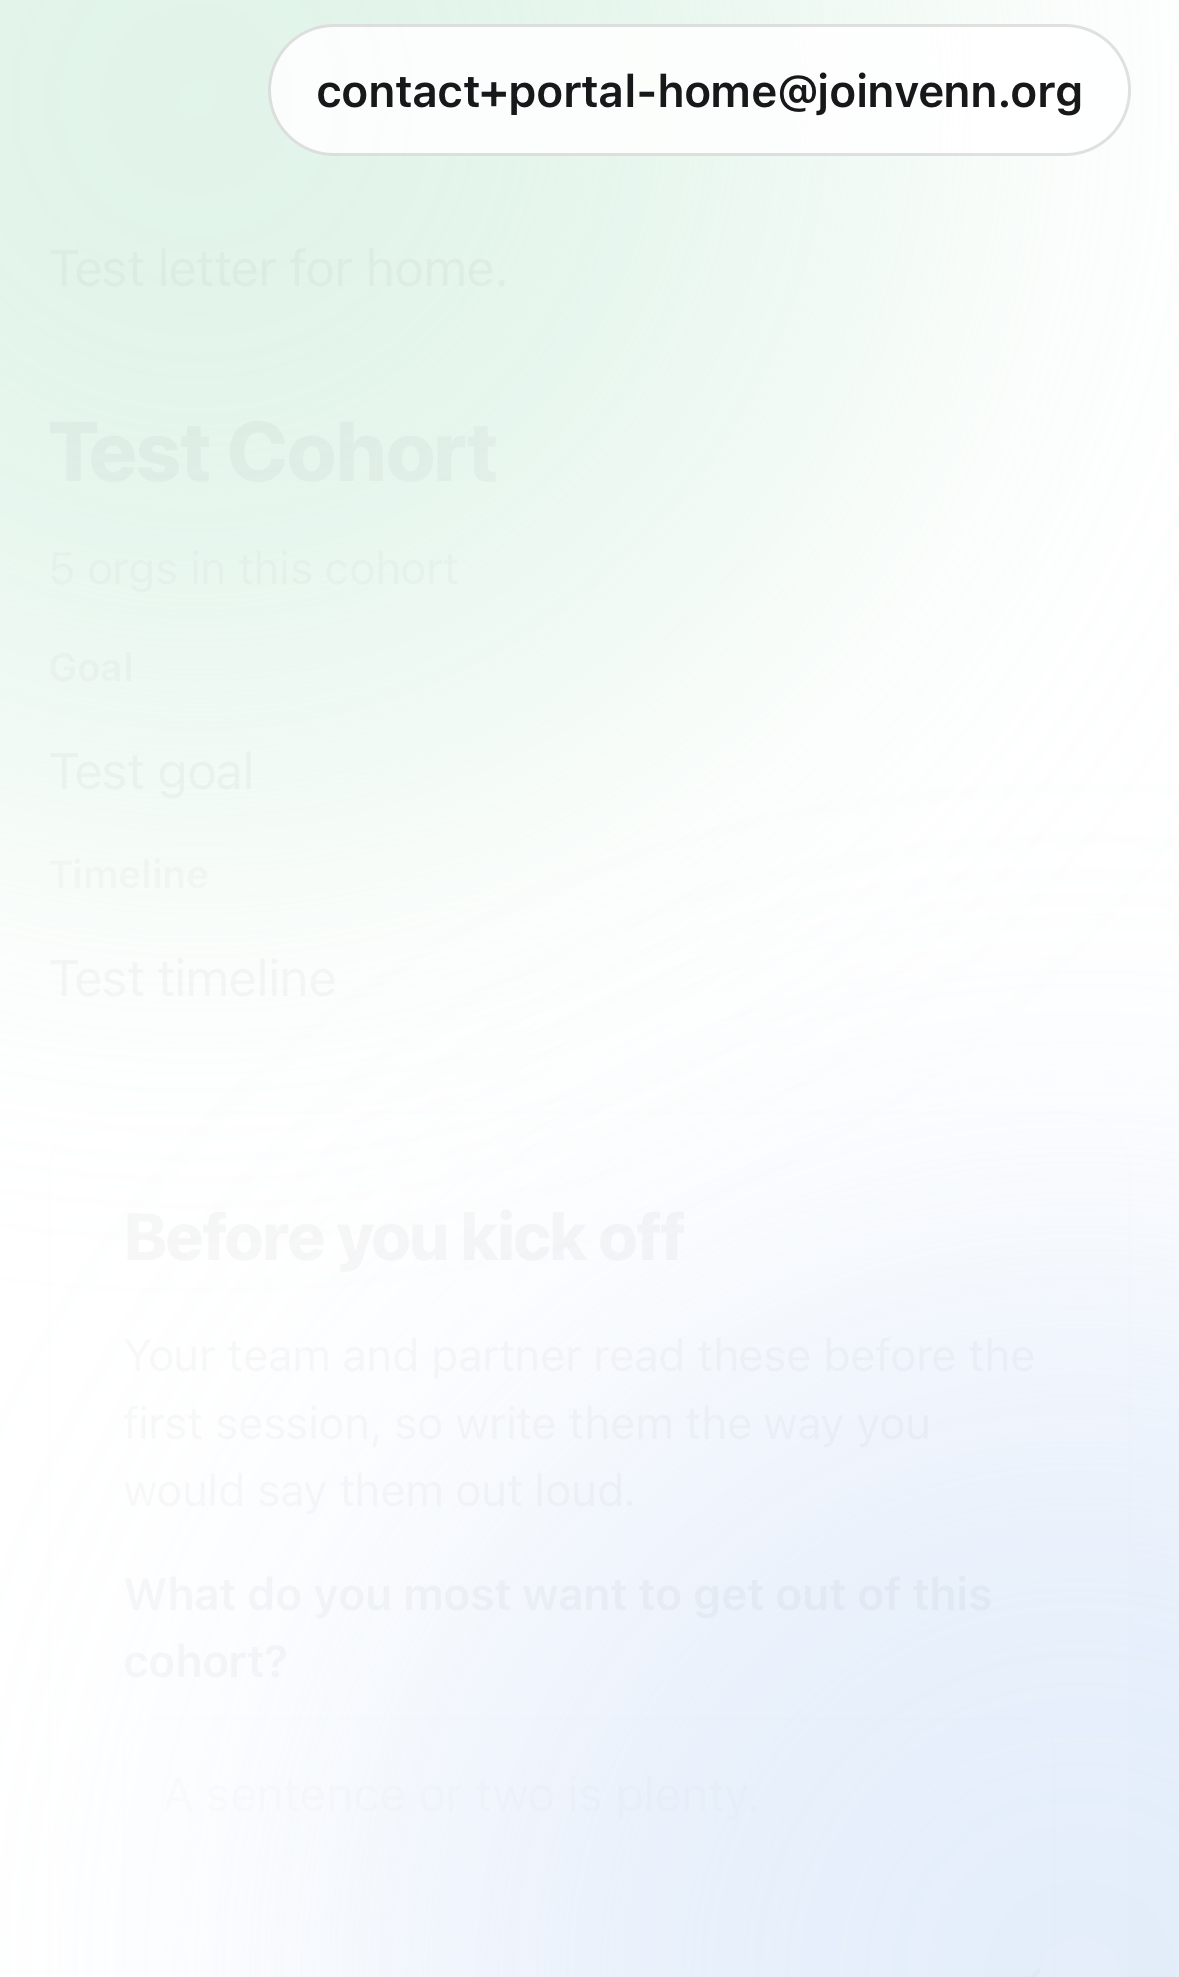 contact+portal-home@joinvenn.org
Test letter for home.
Test Cohort
5 orgs in this cohort
Goal
Test goal
Timeline
Test timeline
Before you kick off
Your team and partner read these before the
first session, so write them the way you
would say them out loud.
What do you most want to get out of this
cohort?
A sentence or two is plenty.